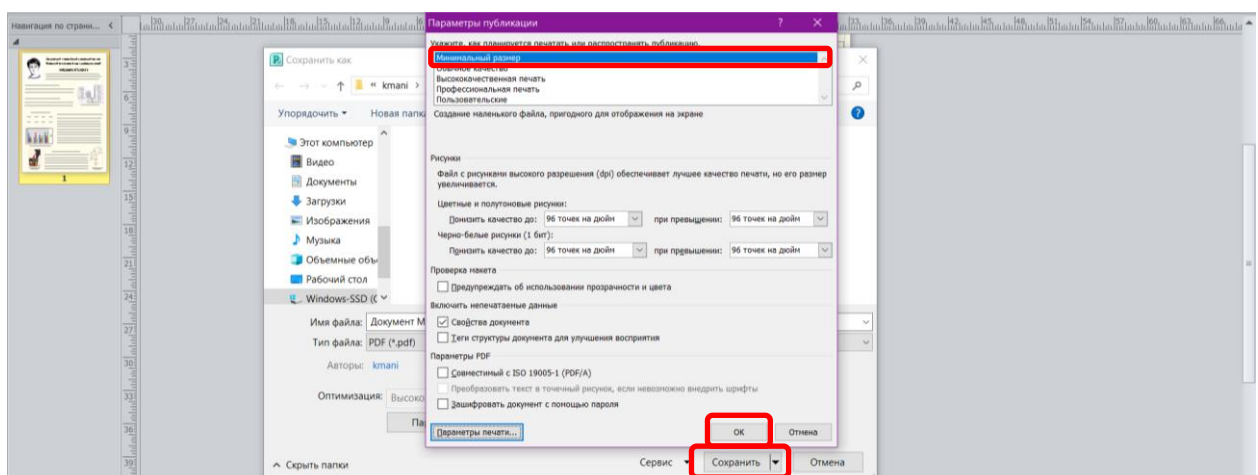 Навигация по страни...
Параметры публикации
Укажите, как планируется печатать или распространять публикацию.
Минимальный размер
Обычное качество
Высококачественная печать
Профессиональная печать
Пользовательские
Создание маленького файла, пригодного для отображения на экране
Рисунки
Файл с рисунками высокого разрешения (dpi) обеспечивает лучшее качество печати, но его размер
увеличивается.
Цветные и полутоновые рисунки:
Понизить качество до: 96 точек на дюйм при превышении: 96 точек на дюйм
Черно-белые рисунки (1 бит):
Понизить качество до: 96 точек на дюйм при превышении: 96 точек на дюйм
Проверка макета
Предупреждать об использовании прозрачности и цвета
Включить непечатаемые данные
Свойства документа
Теги структуры документа для улучшения восприятия
Параметры PDF
Совместимый с ISO 19005-1 (PDF/A)
Преобразовать текст в точечный рисунок, если невозможно внедрить шрифты
Зашифровать документ с помощью пароля
Параметры печати...
ОК
Отмена
Сохранить как
« kmani >
Упорядочить
Новая папк
Этот компьютер
Видео
Документы
Загрузки
Изображения
Музыка
Объемные объ
Рабочий стол
Windows-SSD (C
Имя файла: Документ M
Тип файла: PDF (*.pdf)
Авторы: kmani
Оптимизация: Высоко
Па
Скрыть папки
Сервис
Сохранить
Отмена
1